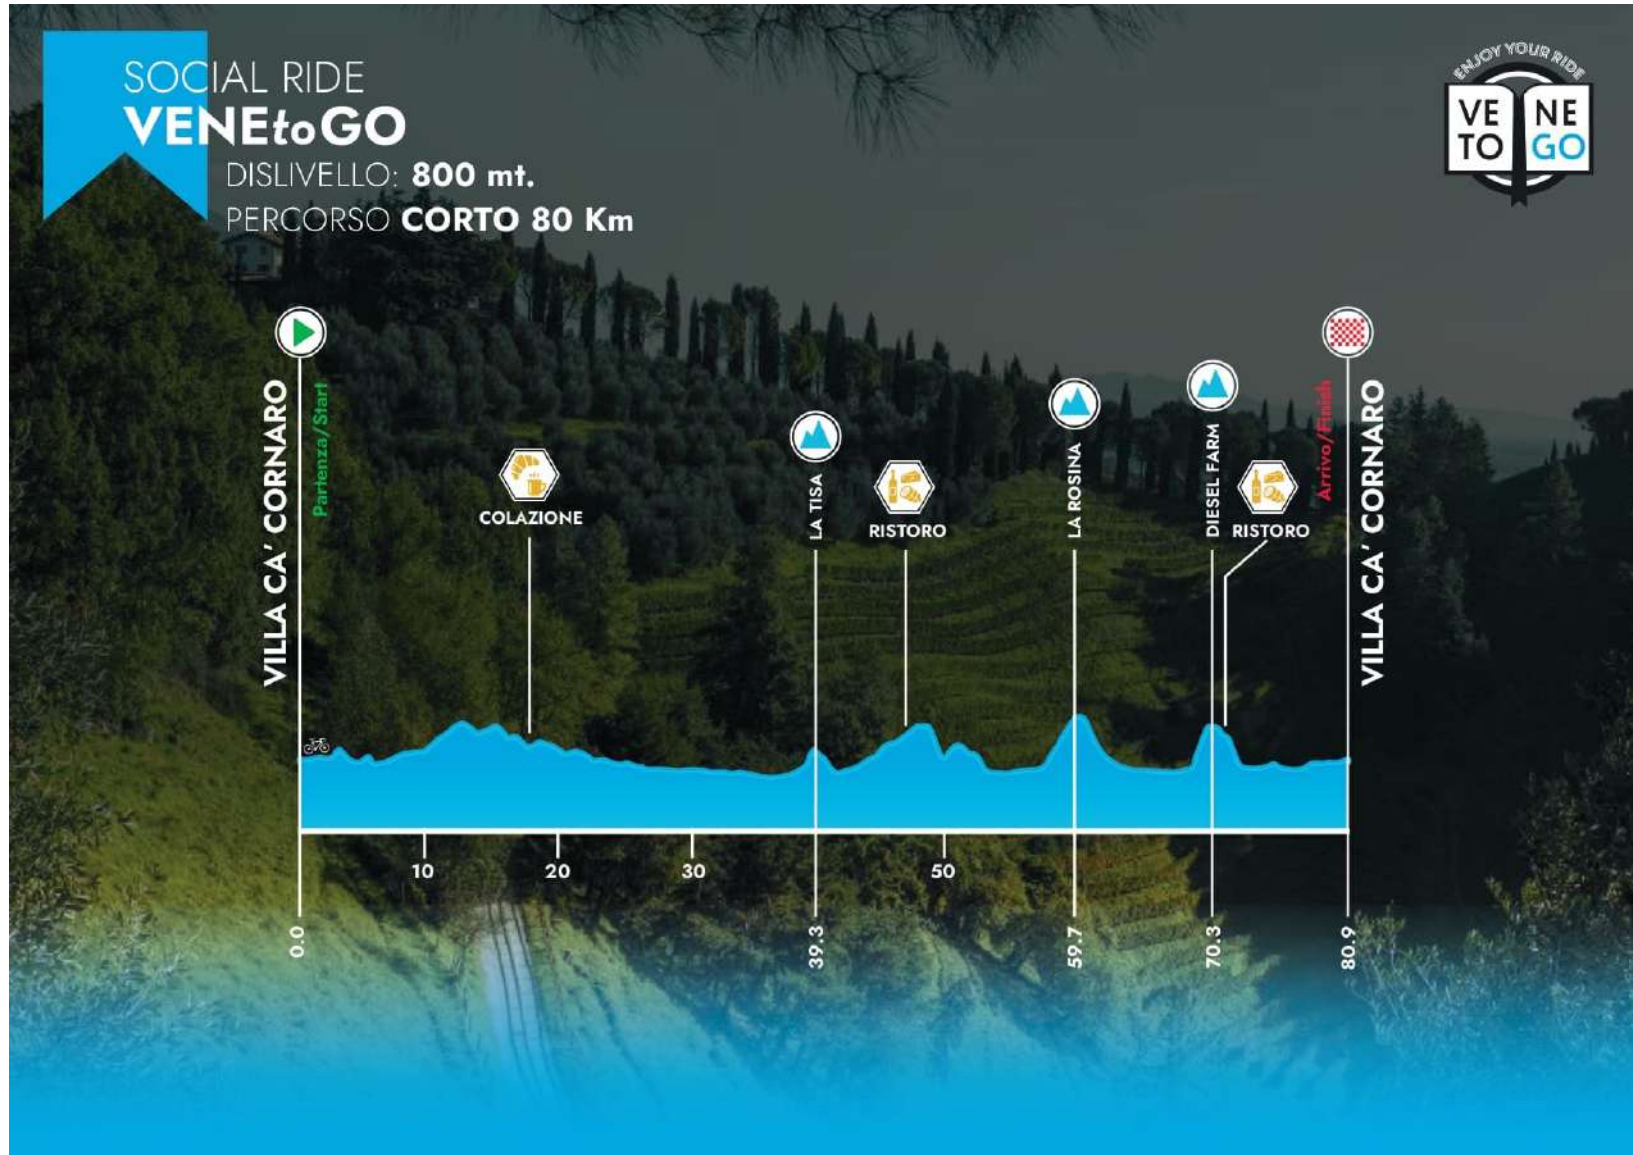 SOCIAL RIDE
VENEtoGO
DISLIVELLO: 800 mt.
PERCORSO CORTO 80 Km
ENJOY YOUR RIDE
VE NE
TO GO
VILLA CA' CORNARO
Partenza/Start
COLAZIONE
LA TISA
RISTORO
LA ROSINA
DIESEL FARM
RISTORO
Arrivo/Finish
VILLA CA' CORNARO
10
20
30
50
0.0
39.3
59.7
70.3
80.9